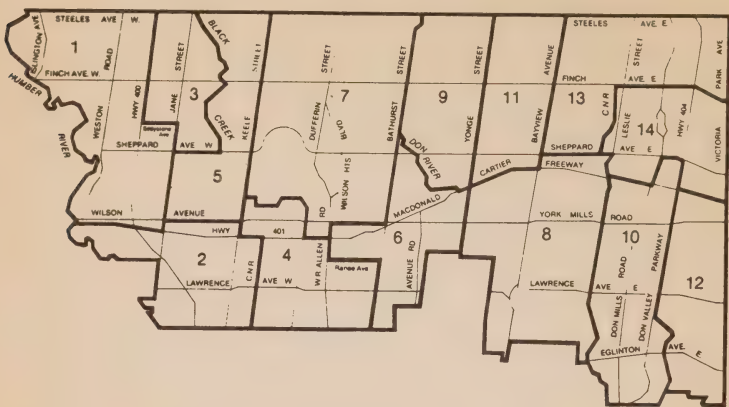 STEELES AVE W.
STEELES AVE. E
ISLINGTON AVE
1
ROAD
STREET
BLACK
STREET
STREET
STREET
STREET
AVENUE
STREET
PARK AVE
FINCH AVE. W.
HWY 400
JANE
3
7
9
11
FINCH AVE E
13
CNR
LESLIE
14
HWY 404
HUMBER
RIVER
WESTON
CREEK
KEELE
DUFFERIN
BLVD
BATHURST
YONGE
BAYVIEW
VICTORIA
SHEPPARD AVE W
DON RIVER
SHEPPARD AVE E
5
WILSON HTS
MACDONALD CARTIER FREEWAY
WILSON AVENUE
RD
YORK MILLS ROAD
HWY 401
2
4
6
8
10
12
C.N.R
W.R. ALLEN
Ranee Ave
AVENUE RD
ROAD
PARKWAY
LAWRENCE AVE W
LAWRENCE AVE E
DON MILLS
DON VALLEY
EGLINTON AVE. E